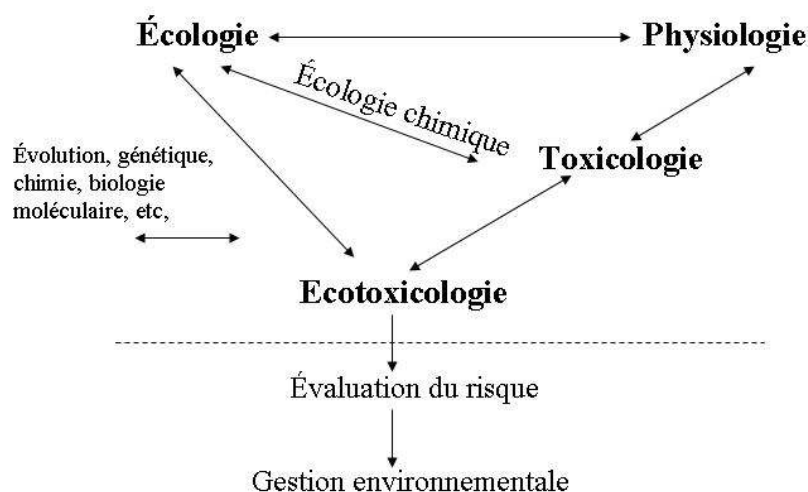 Écologie
Physiologie
Écologie chimique
Toxicologie
Évolution, génétique,
chimie, biologie
moléculaire, etc,
Ecotoxicologie
Évaluation du risque
Gestion environnementale